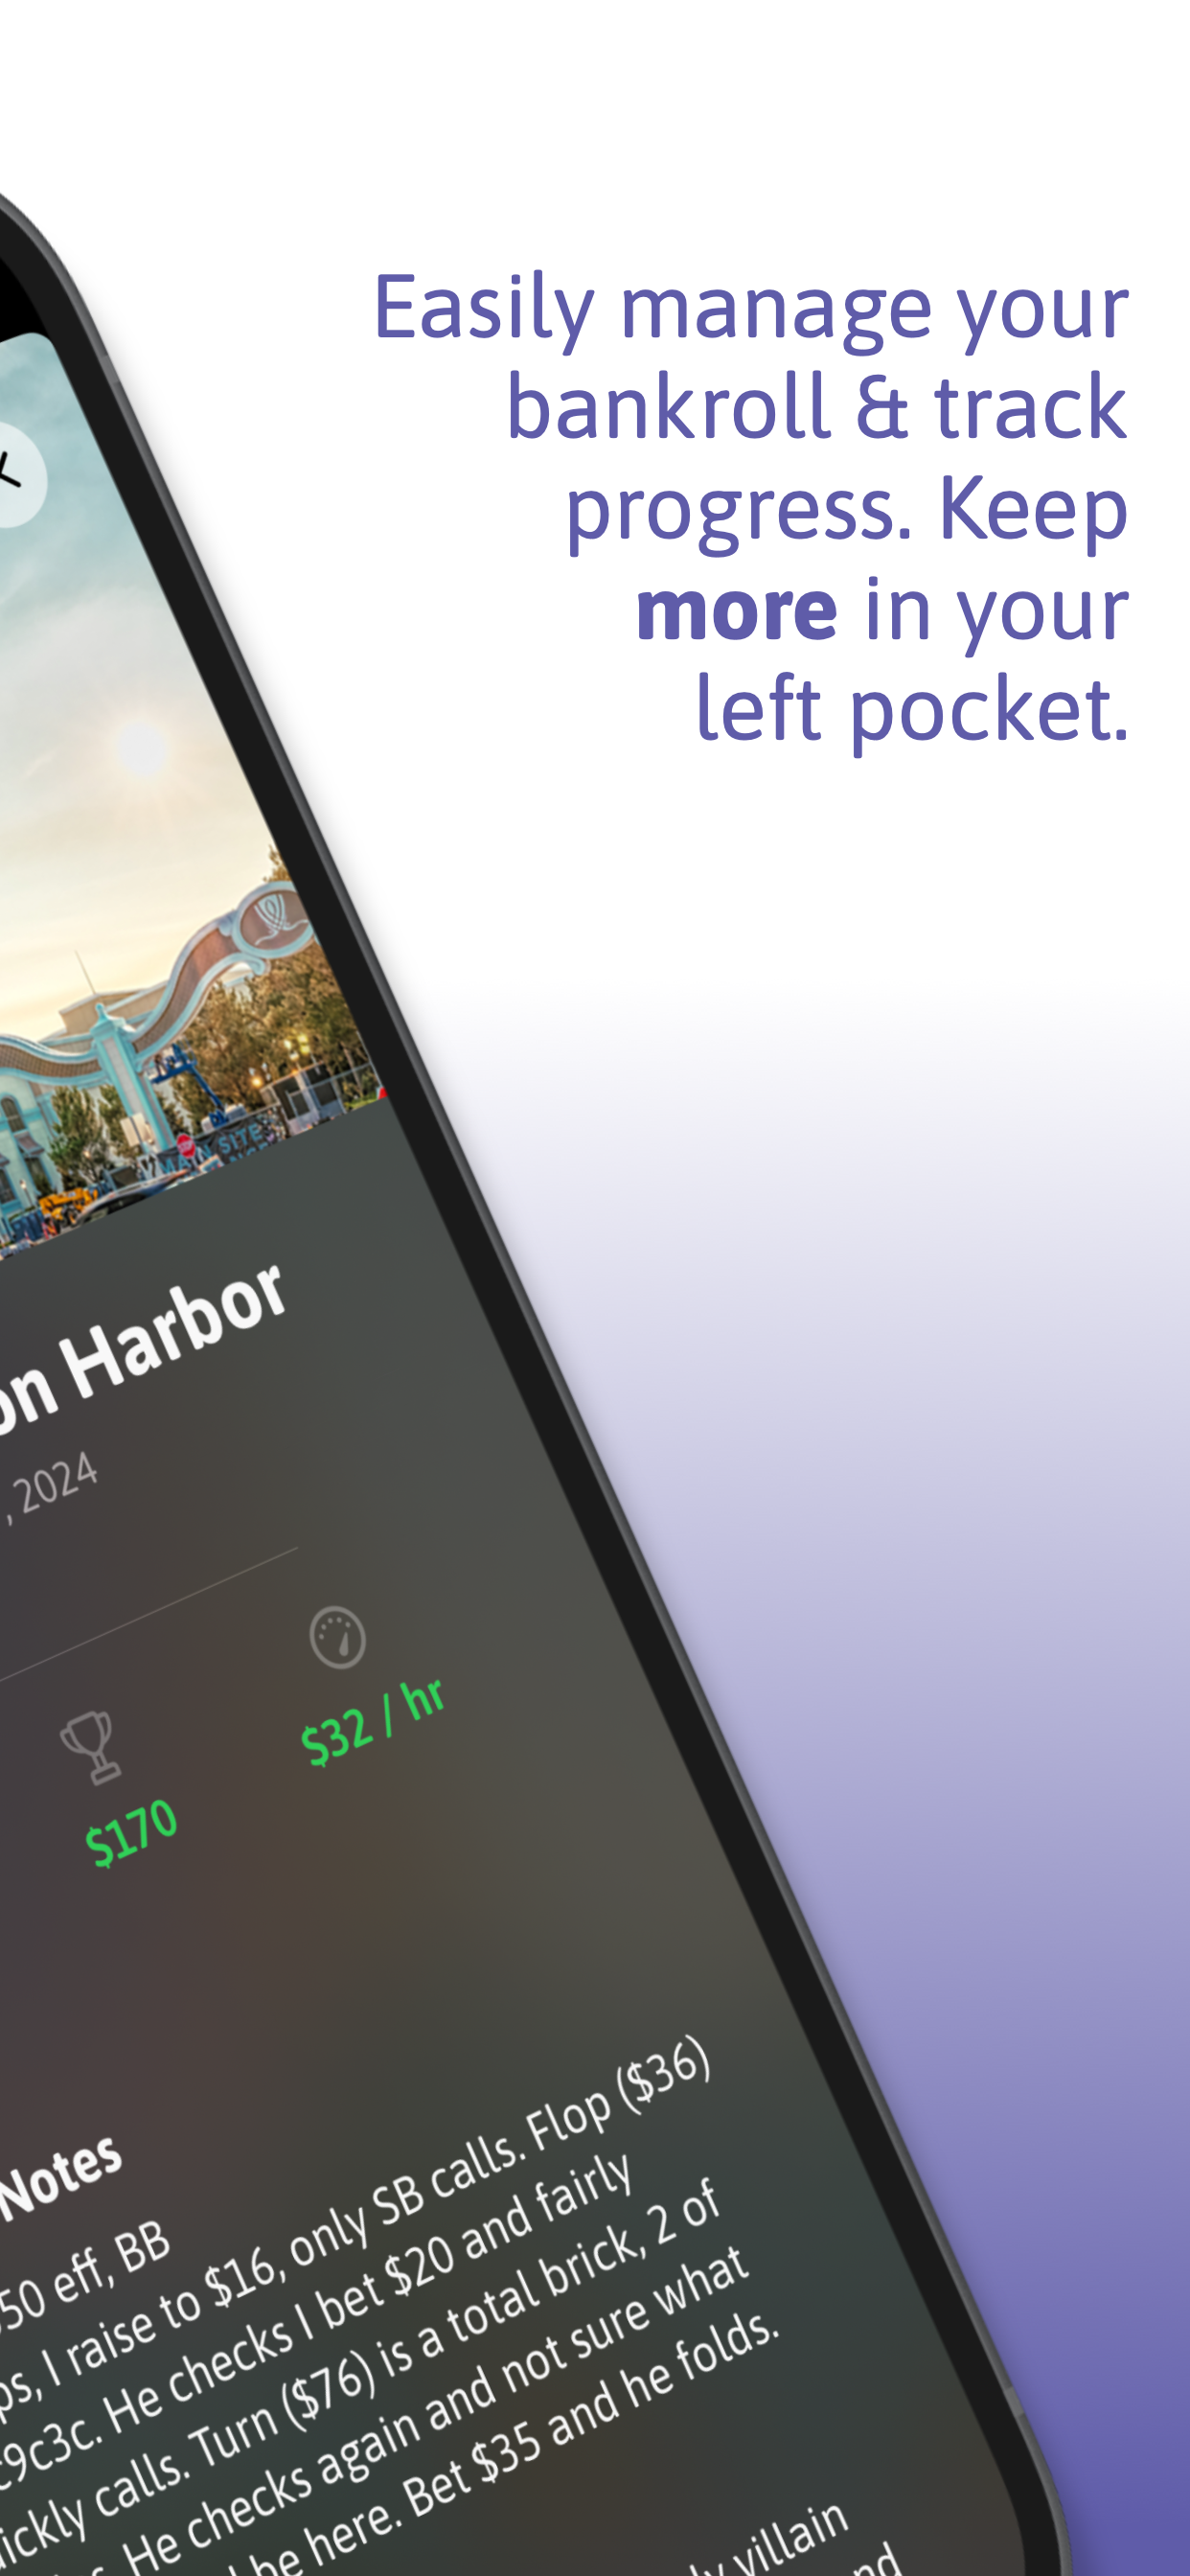 Easily manage your
bankroll & track
progress. Keep
more in your
left pocket.
MAIN SITE
on Harbor
, 2024
$170
$32 / hr
Notes
50 eff, BB
ps, I raise to $16, only SB calls. Flop ($36)
9c3c. He checks I bet $20 and fairly
ickly calls. Turn ($76) is a total brick, 2 of
He checks again and not sure what
be here. Bet $35 and he folds.
ly villain
nd